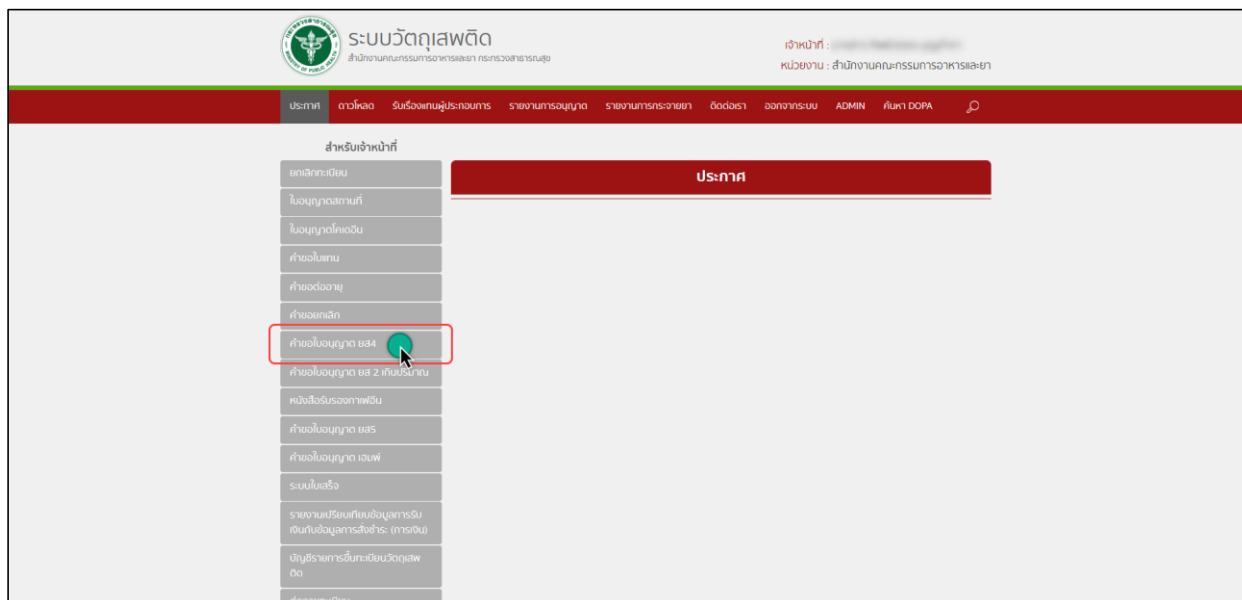 ระบบวัตถุเสพติด
สำนักงานคณะกรรมการอาหารและยา กระทรวงสาธารณสุข
เจ้าหน้าที่ :
หน่วยงาน : สำนักงานคณะกรรมการอาหารและยา
ประกาศ ดาวโหลด รับเรื่องแทนผู้ประกอบการ รายงานการอนุญาต รายงานการกระจายยา ติดต่อเรา ออกจากระบบ ADMIN ค้นหา DOPA
สำหรับเจ้าหน้าที่
ยกเลิกทะเบียน
ประกาศ
ใบอนุญาตสถานที่
ใบอนุญาตโคเดอีน
คำขอใบแทน
คำขอต่ออายุ
คำขอยกเลิก
คำขอใบอนุญาต ยส4
คำขอใบอนุญาต ยส 2 เกินปริมาณ
หนังสือรับรองกาเฟอีน
คำขอใบอนุญาต ยส5
คำขอใบอนุญาต เฮมพ์
ระบบใบเสร็จ
รายงานเปรียบเทียบข้อมูลการรับ
เงินกับข้อมูลการสั่งชำระ (การเงิน)
บัญชีรายการขึ้นทะเบียนวัตถุเสพ
ติด